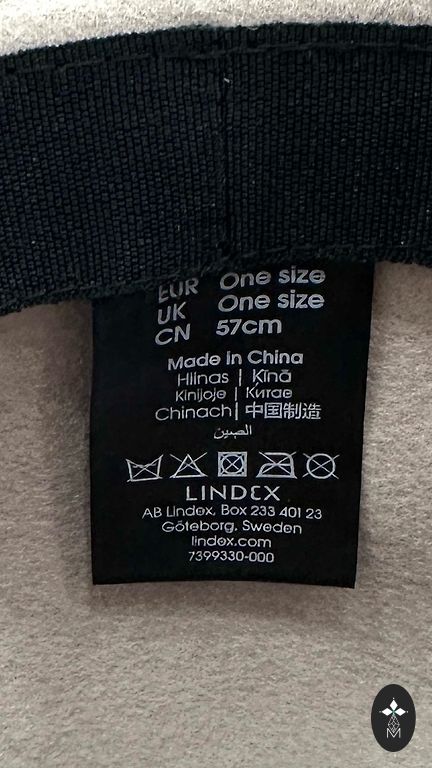 EUR One size
UK One size
CN 57cm
Made in China
Hiinas | Ķīnā
Kinijoje | Китае
Chinach | 中国制造
الصين
LINDEX
AB Lindex, Box 233 401 23
Göteborg, Sweden
lindex.com
7399330-000
M